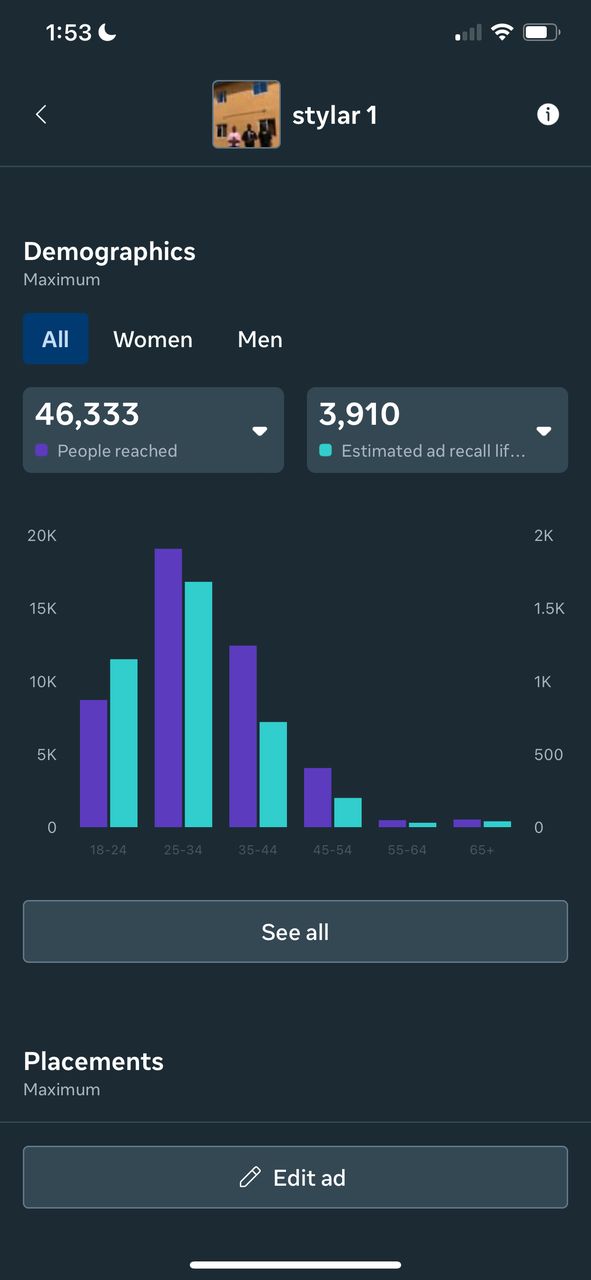 1:53
stylar 1
Demographics
Maximum
All Women Men
46,333 3,910
People reached Estimated ad recall lif...
20K 2K
15K 1.5K
10K 1K
5K 500
0 0
18-24 25-34 35-44 45-54 55-64 65+
See all
Placements
Maximum
Edit ad